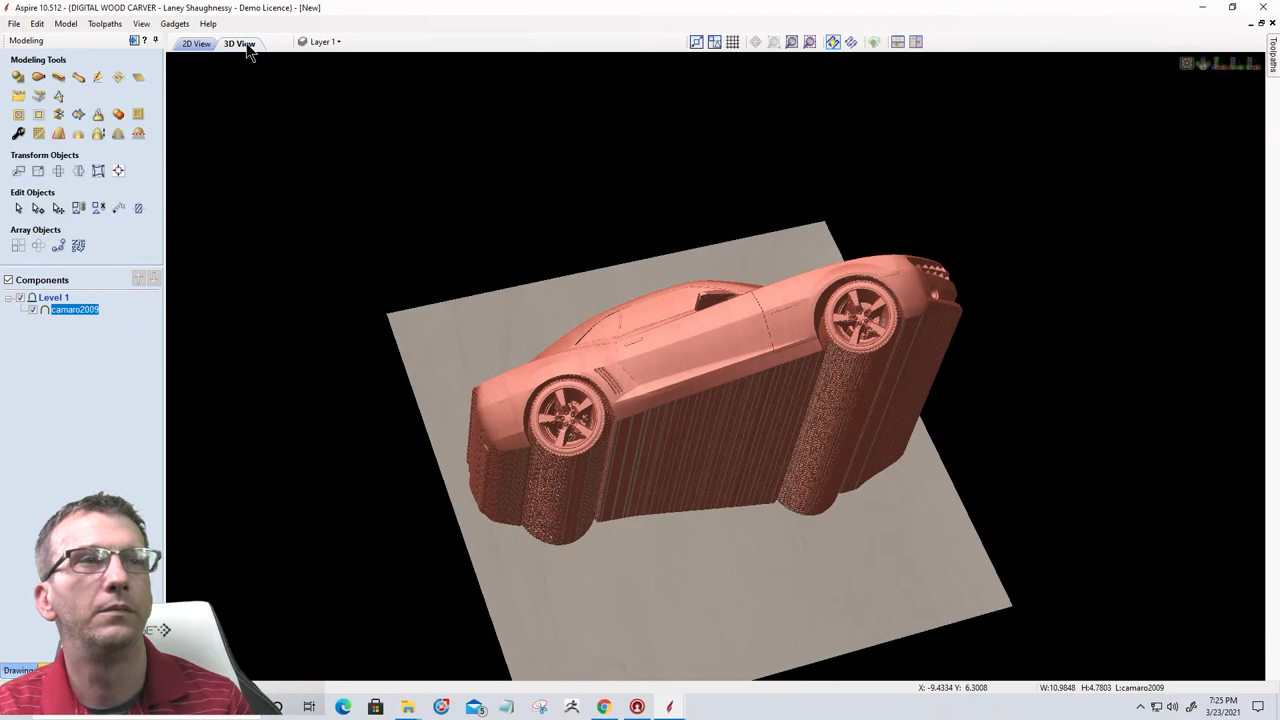 Aspire 10.512 - (DIGITAL WOOD CARVER - Laney Shaughnessy - Demo Licence) - [New]
File Edit Model Toolpaths View Gadgets Help
Modeling
2D View
3D View
Layer 1
Toolpaths
Modeling Tools
Transform Objects
Edit Objects
Array Objects
Components
Level 1
camaro2009
Drawing
X: -9.4334 Y: 6.3008
W:10.9848 H:4.7803 L:camaro2009
5
7:25 PM
3/23/2021